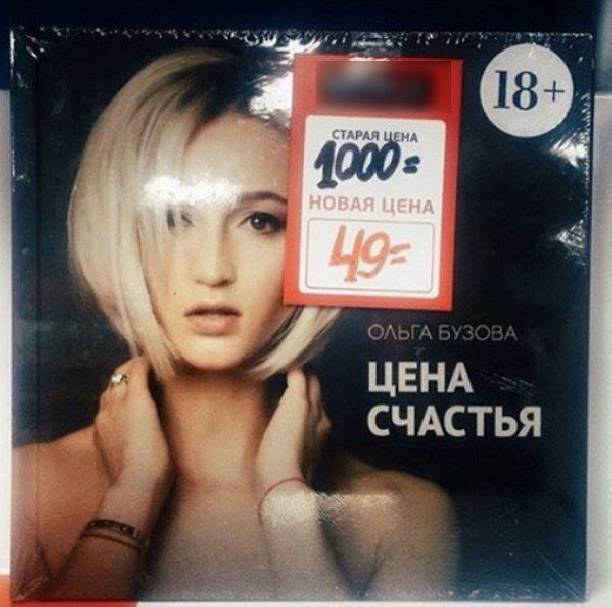 18+
СТАРАЯ ЦЕНА
1000=
НОВАЯ ЦЕНА
49=
ОЛЬГА БУЗОВА
ЦЕНА
СЧАСТЬЯ